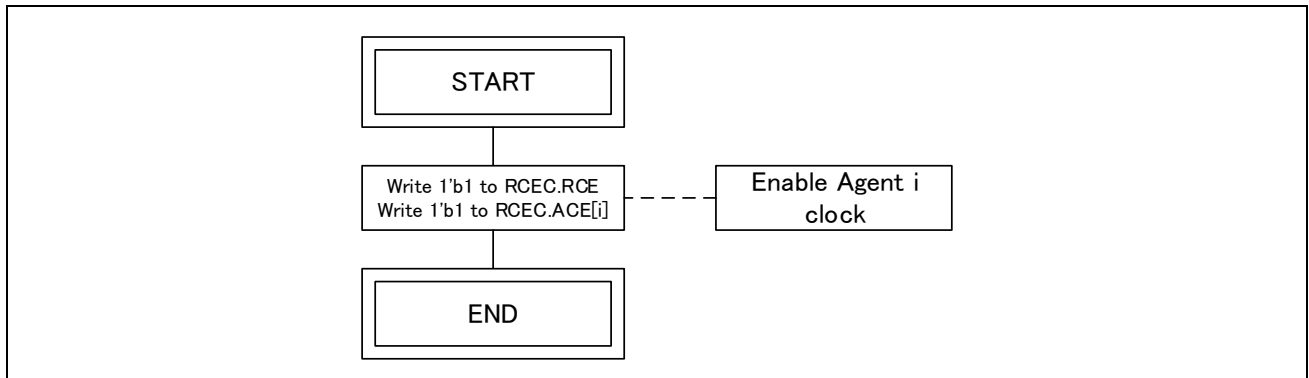 START
Write 1'b1 to RCEC.RCE
Write 1'b1 to RCEC.ACE[i]
Enable Agent i
clock
END